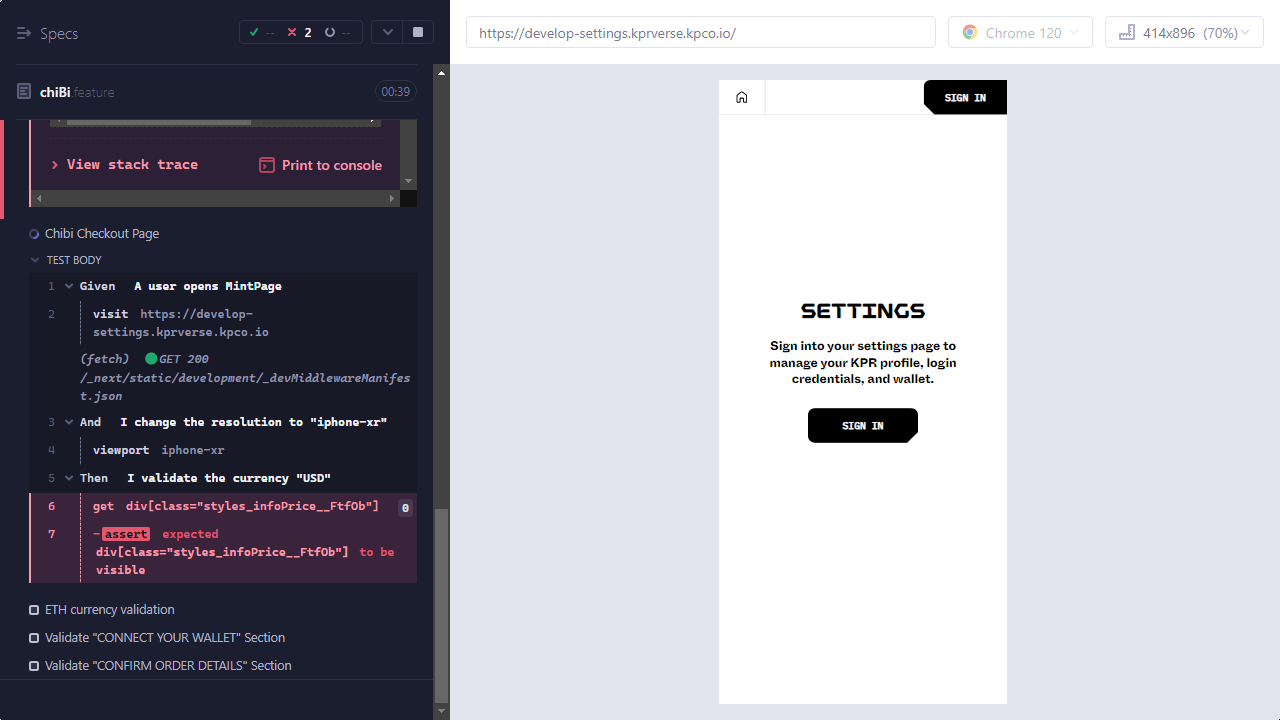 Specs
-- 2 --
chiBi.feature
00:39
View stack trace
Print to console
Chibi Checkout Page
TEST BODY
1 Given A user opens MintPage
2 visit https://develop-
settings.kprverse.kpco.io
(fetch) GET 200
/_next/static/development/_devMiddlewareManifes
t.json
3 And I change the resolution to "iphone-xr"
4 viewport iphone-xr
5 Then I validate the currency "USD"
6 get div[class="styles_infoPrice__FtfOb"] 0
7 -assert expected
div[class="styles_infoPrice__FtfOb"] to be
visible
ETH currency validation
Validate "CONNECT YOUR WALLET" Section
Validate "CONFIRM ORDER DETAILS" Section
https://develop-settings.kprverse.kpco.io/
Chrome 120
414x896 (70%)
SIGN IN
SETTINGS
Sign into your settings page to
manage your KPR profile, login
credentials, and wallet.
SIGN IN